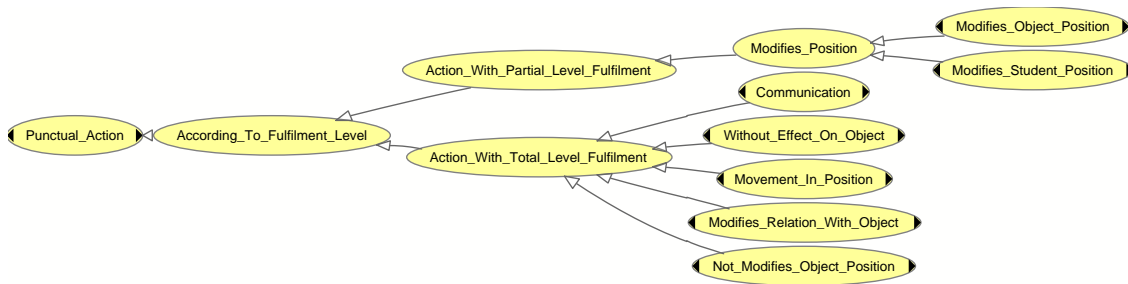 Modifies_Object_Position
Modifies_Position
Action_With_Partial_Level_Fulfilment
Modifies_Student_Position
Communication
Punctual_Action
According_To_Fulfilment_Level
Without_Effect_On_Object
Action_With_Total_Level_Fulfilment
Movement_In_Position
Modifies_Relation_With_Object
Not_Modifies_Object_Position